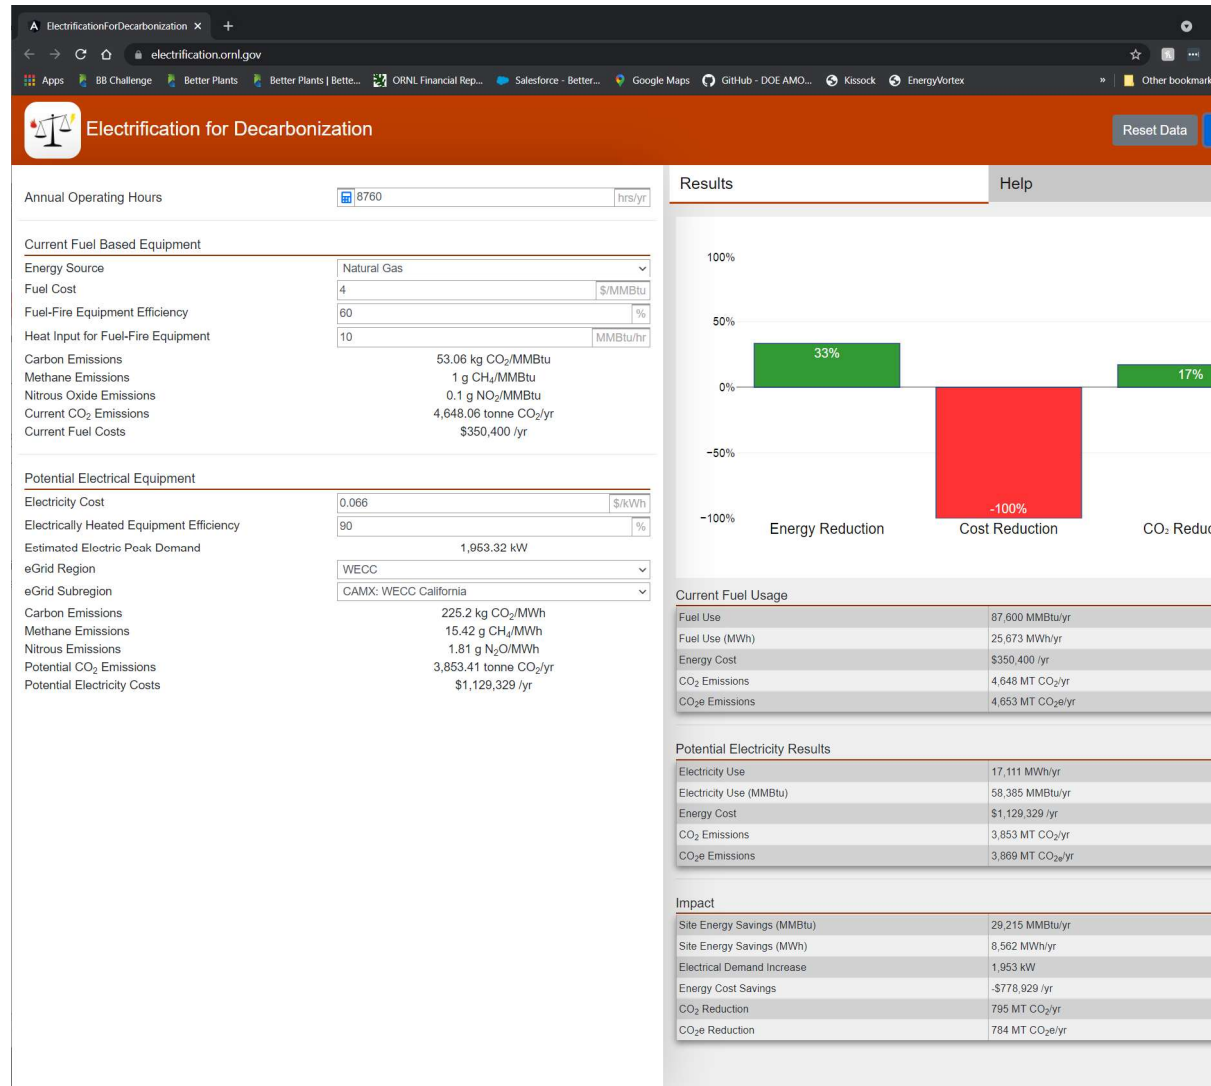 ElectrificationForDecarbonization
electrification.ornl.gov
Apps BB Challenge Better Plants Better Plants | Bette... ORNL Financial Rep... Salesforce - Better... Google Maps GitHub - DOE AMO... Kissock EnergyVortex » Other bookmark
Electrification for Decarbonization
Reset Data
Annual Operating Hours 8760 hrs/yr
Current Fuel Based Equipment
Energy Source Natural Gas
Fuel Cost 4 $/MMBtu
Fuel-Fire Equipment Efficiency 60 %
Heat Input for Fuel-Fire Equipment 10 MMBtu/hr
Carbon Emissions 53.06 kg CO₂/MMBtu
Methane Emissions 1 g CH₄/MMBtu
Nitrous Oxide Emissions 0.1 g NO₂/MMBtu
Current CO₂ Emissions 4,648.06 tonne CO₂/yr
Current Fuel Costs $350,400 /yr
Potential Electrical Equipment
Electricity Cost 0.066 $/kWh
Electrically Heated Equipment Efficiency 90 %
Estimated Electric Peak Demand 1,953.32 kW
eGrid Region WECC
eGrid Subregion CAMX: WECC California
Carbon Emissions 225.2 kg CO₂/MWh
Methane Emissions 15.42 g CH₄/MWh
Nitrous Emissions 1.81 g N₂O/MWh
Potential CO₂ Emissions 3,853.41 tonne CO₂/yr
Potential Electricity Costs $1,129,329 /yr
Results Help
100%
50%
0%
−50%
−100%
33%
-100%
17%
Energy Reduction Cost Reduction CO₂ Reduc
Current Fuel Usage
Fuel Use 87,600 MMBtu/yr
Fuel Use (MWh) 25,673 MWh/yr
Energy Cost $350,400 /yr
CO₂ Emissions 4,648 MT CO₂/yr
CO₂e Emissions 4,653 MT CO₂e/yr
Potential Electricity Results
Electricity Use 17,111 MWh/yr
Electricity Use (MMBtu) 58,385 MMBtu/yr
Energy Cost $1,129,329 /yr
CO₂ Emissions 3,853 MT CO₂/yr
CO₂e Emissions 3,869 MT CO₂ₑ/yr
Impact
Site Energy Savings (MMBtu) 29,215 MMBtu/yr
Site Energy Savings (MWh) 8,562 MWh/yr
Electrical Demand Increase 1,953 kW
Energy Cost Savings -$778,929 /yr
CO₂ Reduction 795 MT CO₂/yr
CO₂e Reduction 784 MT CO₂e/yr